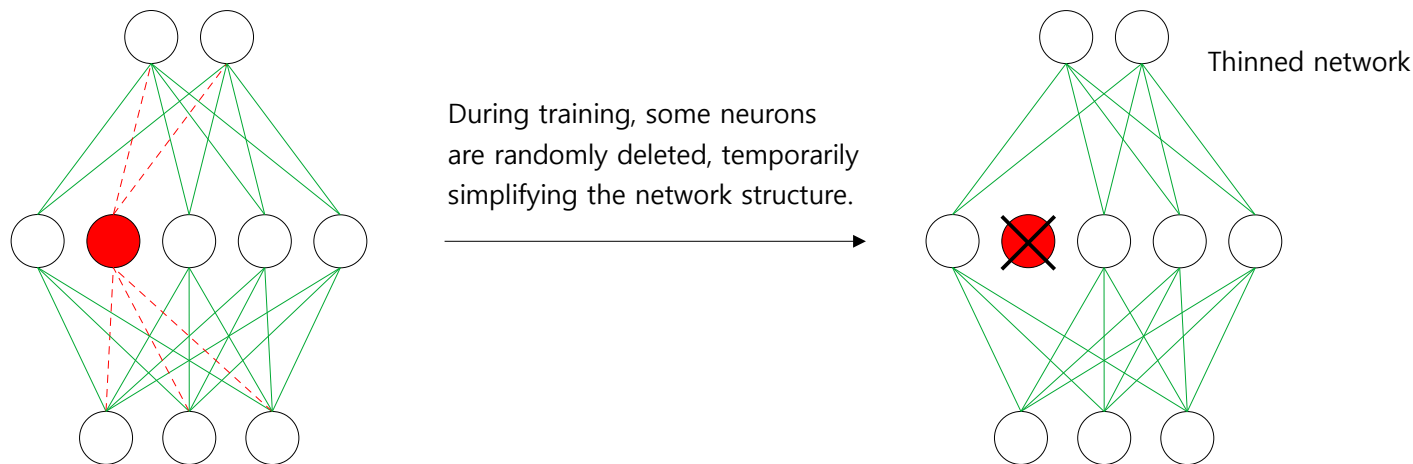 During training, some neurons
are randomly deleted, temporarily
simplifying the network structure.
Thinned network